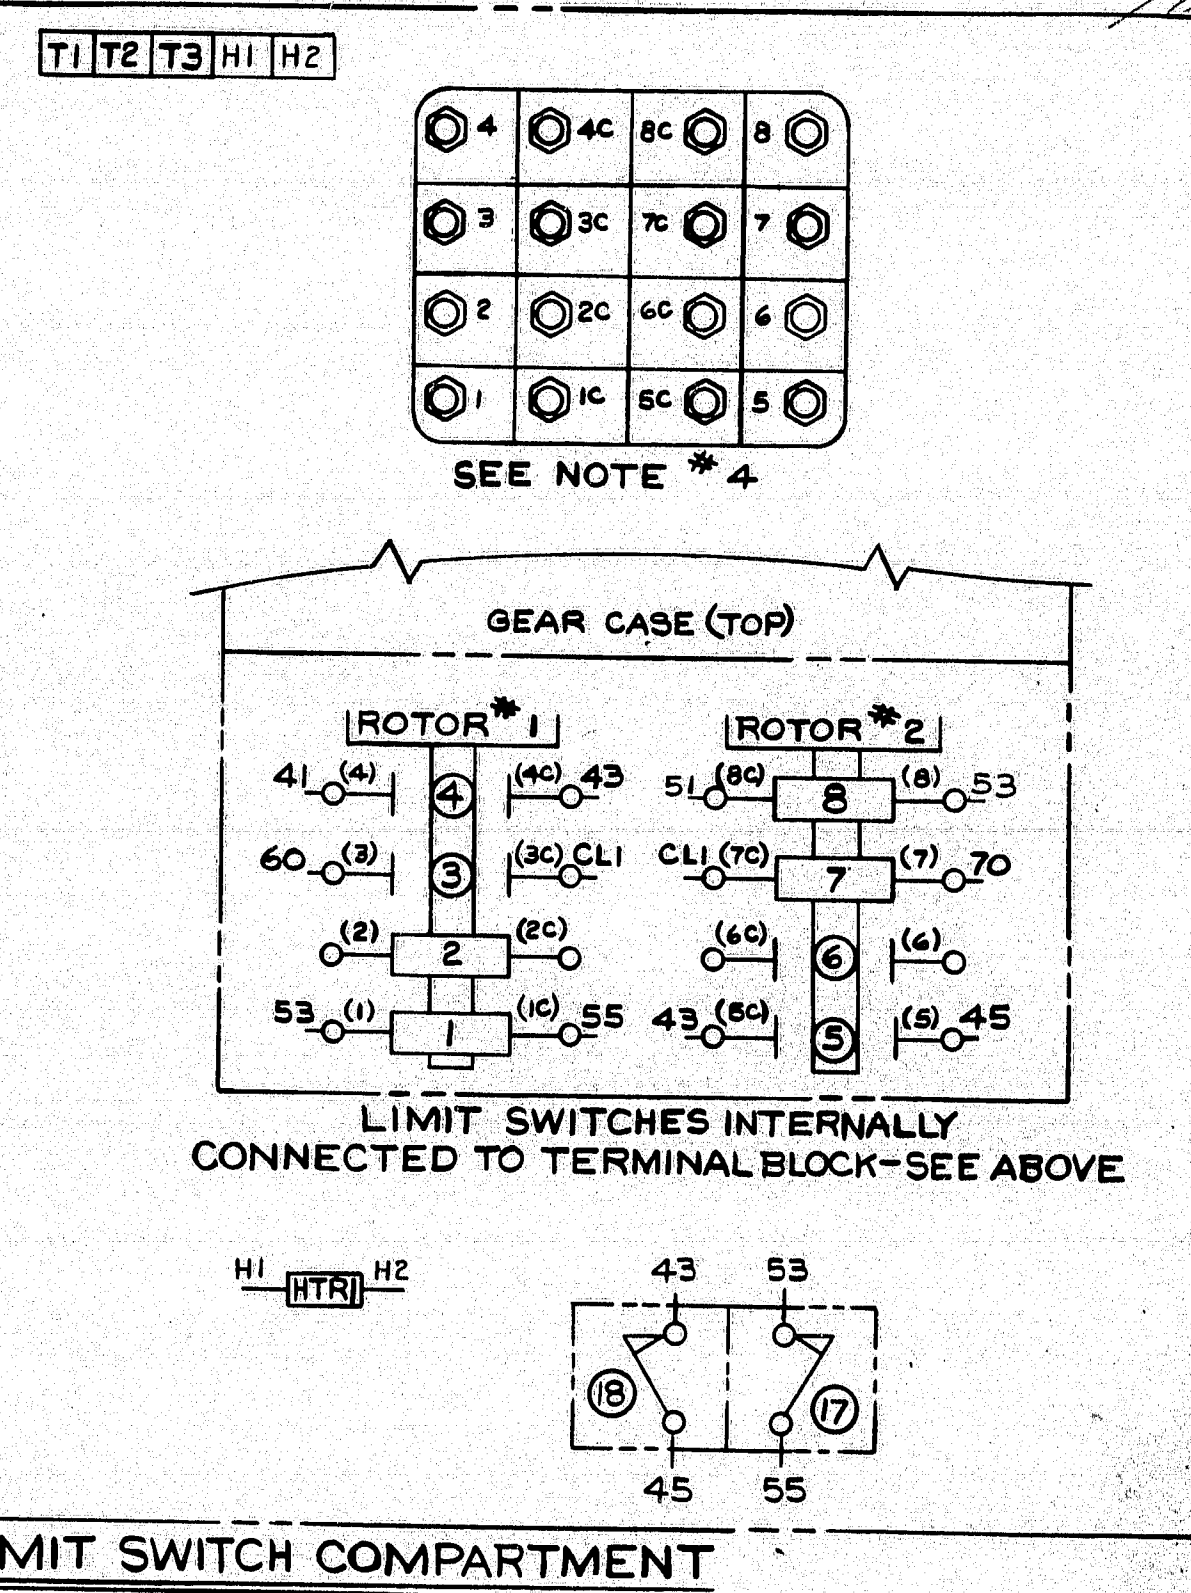 T1 T2 T3 H1 H2
4 4C 8C 8
3 3C 7C 7
2 2C 6C 6
1 1C 5C 5
SEE NOTE # 4
GEAR CASE (TOP)
ROTOR # 1 ROTOR # 2
41 (4) 4 (4C) 43 51 (8C) 8 (8) 53
60 (3) 3 (3C) CL1 CL1 (7C) 7 (7) 70
(2) 2 (2C) (6C) 6 (6)
53 (1) 1 (1C) 55 43 (5C) 5 (5) 45
LIMIT SWITCHES INTERNALLY
CONNECTED TO TERMINAL BLOCK-SEE ABOVE
H1 HTR1 H2
43 53
18 17
45 55
MIT SWITCH COMPARTMENT